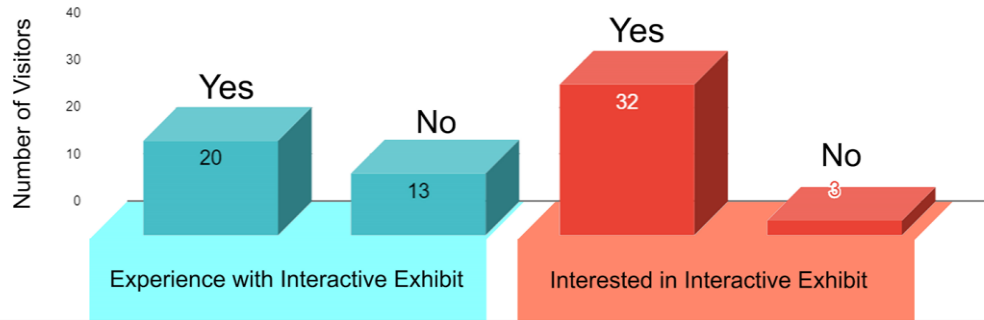 Number of Visitors
40
30
20
10
0
Yes
20
No
13
Yes
32
No
3
Experience with Interactive Exhibit
Interested in Interactive Exhibit